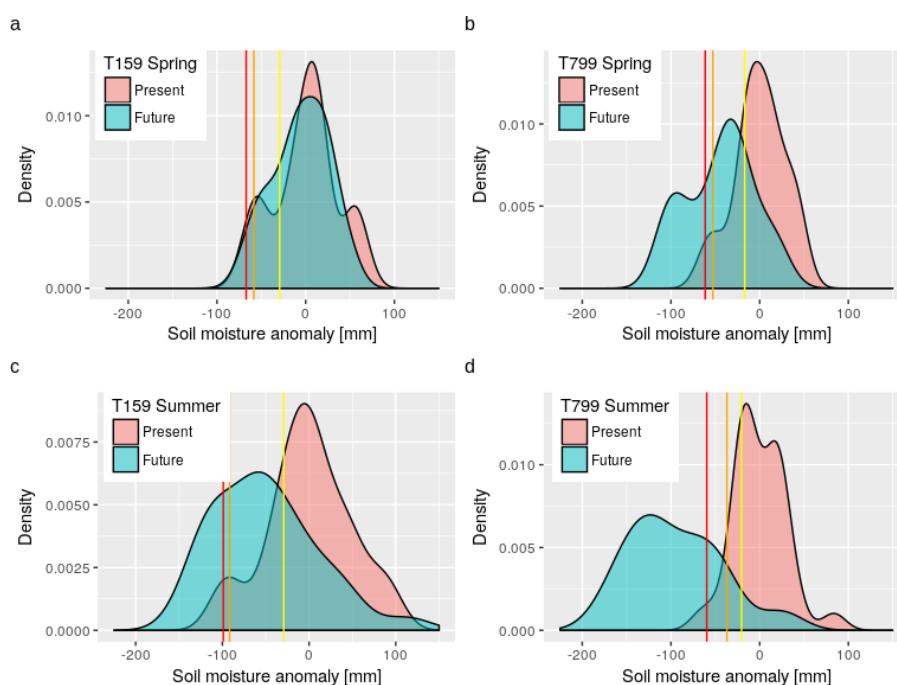 a
T159 Spring
Present
Future
0.010
0.005
0.000
Density
-200
-100
0
100
Soil moisture anomaly [mm]
b
T799 Spring
Present
Future
0.010
0.005
0.000
Density
-200
-100
0
100
Soil moisture anomaly [mm]
c
T159 Summer
Present
Future
0.0075
0.0050
0.0025
0.0000
Density
-200
-100
0
100
Soil moisture anomaly [mm]
d
T799 Summer
Present
Future
0.010
0.005
0.000
Density
-200
-100
0
100
Soil moisture anomaly [mm]